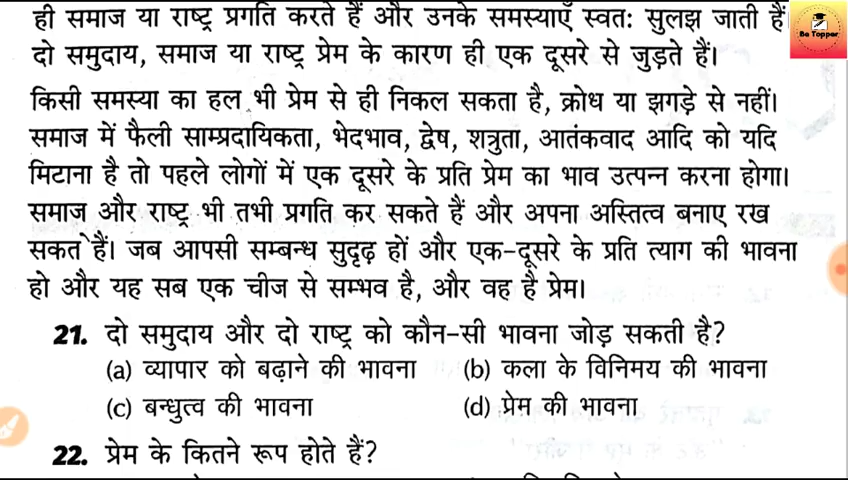 ही समाज या राष्ट्र प्रगति करते हैं और उनके समस्याएँ स्वत: सुलझ जाती हैं
Be Topper
दो समुदाय, समाज या राष्ट्र प्रेम के कारण ही एक दूसरे से जुड़ते हैं।
किसी समस्या का हल भी प्रेम से ही निकल सकता है, क्रोध या झगड़े से नहीं।
समाज में फैली साम्प्रदायिकता, भेदभाव, द्वेष, शत्रुता, आतंकवाद आदि को यदि
मिटाना है तो पहले लोगों में एक दूसरे के प्रति प्रेम का भाव उत्पन्न करना होगा।
समाज और राष्ट्र भी तभी प्रगति कर सकते हैं और अपना अस्तित्व बनाए रख
सकते हैं। जब आपसी सम्बन्ध सुदृढ़ हों और एक-दूसरे के प्रति त्याग की भावना
हो और यह सब एक चीज से सम्भव है, और वह है प्रेम।
21. दो समुदाय और दो राष्ट्र को कौन-सी भावना जोड़ सकती है?
(a) व्यापार को बढ़ाने की भावना (b) कला के विनिमय की भावना
(c) बन्धुत्व की भावना (d) प्रेम की भावना
22. प्रेम के कितने रूप होते हैं?